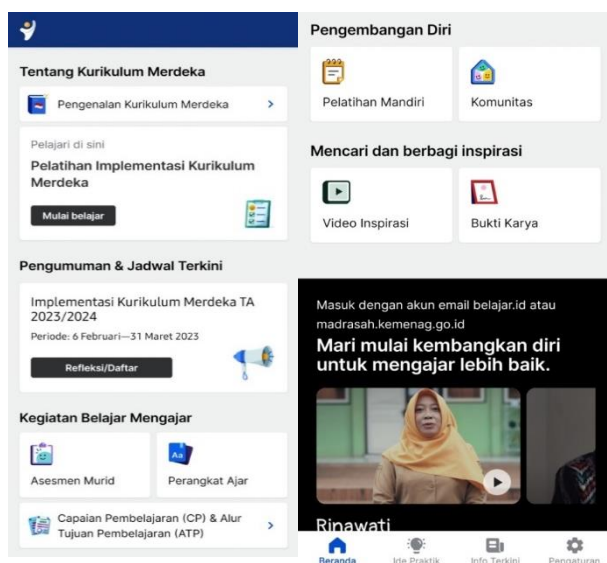 Tentang Kurikulum Merdeka
Pengenalan Kurikulum Merdeka
Pelajari di sini
Pelatihan Implementasi Kurikulum
Merdeka
Mulai belajar
Pengumuman & Jadwal Terkini
Implementasi Kurikulum Merdeka TA
2023/2024
Periode: 6 Februari—31 Maret 2023
Refleksi/Daftar
Kegiatan Belajar Mengajar
Asesmen Murid
Perangkat Ajar
Capaian Pembelajaran (CP) & Alur
Tujuan Pembelajaran (ATP)
Pengembangan Diri
Pelatihan Mandiri
Komunitas
Mencari dan berbagi inspirasi
Video Inspirasi
Bukti Karya
Masuk dengan akun email belajar.id atau
madrasah.kemenag.go.id
Mari mulai kembangkan diri
untuk mengajar lebih baik.
Rinawati
Beranda
Ide Praktik
Info Terkini
Pengaturan